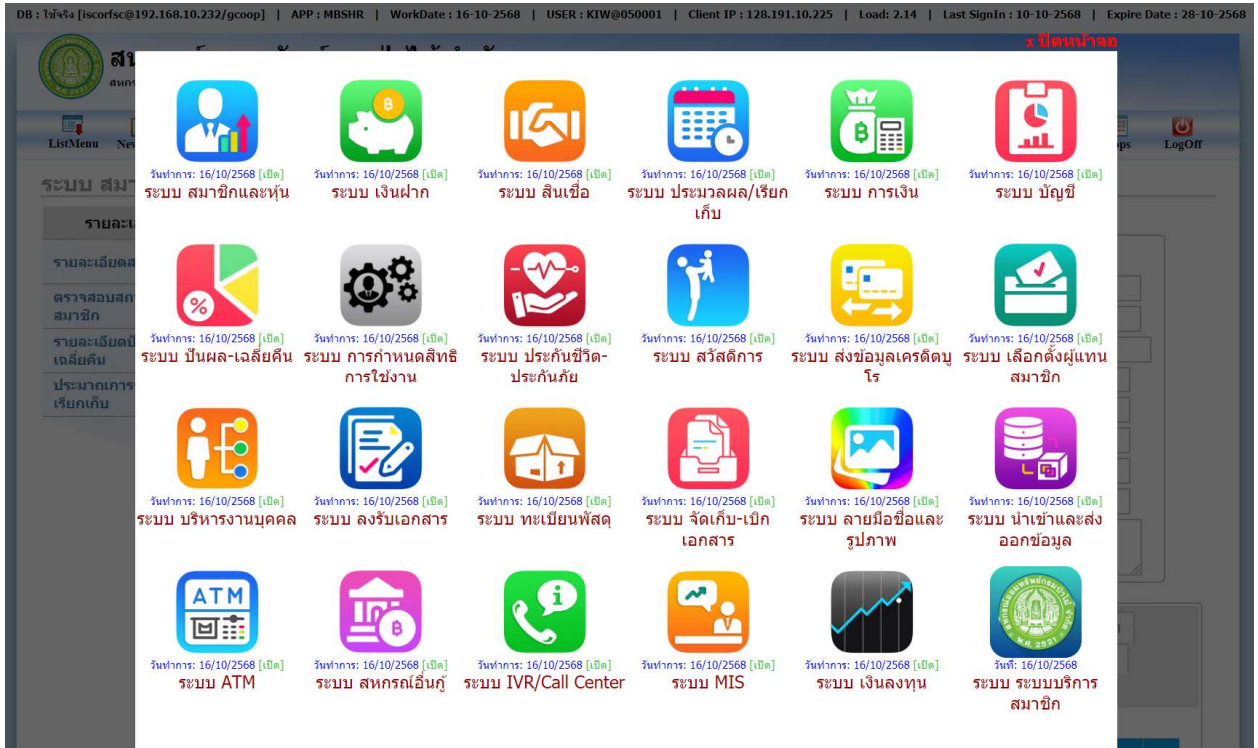 DB : ใช้จริง [iscorfsc@192.168.10.232/gcoop] | APP : MBSHR | WorkDate : 16-10-2568 | USER : KIW@050001 | Client IP : 128.191.10.225 | Load: 2.14 | Last SignIn : 10-10-2568 | Expire Date : 28-10-2568
x ปิดหน้าจอ
ListMenu
LogOff
ระบบ สมา
รายละเ
รายละเอียดส
ตรวจสอบสถ
สมาชิก
รายละเอียดปั
เฉลี่ยคืน
ประมาณการ
เรียกเก็บ
วันทำการ: 16/10/2568 [เปิด] วันทำการ: 16/10/2568 [เปิด] วันทำการ: 16/10/2568 [เปิด] วันทำการ: 16/10/2568 [เปิด] วันทำการ: 16/10/2568 [เปิด] วันทำการ: 16/10/2568 [เปิด]
ระบบ สมาชิกและหุ้น ระบบ เงินฝาก ระบบ สินเชื่อ ระบบ ประมวลผล/เรียก ระบบ การเงิน ระบบ บัญชี
เก็บ
%
วันทำการ: 16/10/2568 [เปิด] วันทำการ: 16/10/2568 [เปิด] วันทำการ: 16/10/2568 [เปิด] วันทำการ: 16/10/2568 [เปิด] วันทำการ: 16/10/2568 [เปิด] วันทำการ: 16/10/2568 [เปิด]
ระบบ ปันผล-เฉลี่ยคืน ระบบ การกำหนดสิทธิ ระบบ ประกันชีวิต- ระบบ สวัสดิการ ระบบ ส่งข้อมูลเครดิตบู ระบบ เลือกตั้งผู้แทน
การใช้งาน ประกันภัย โร สมาชิก
วันทำการ: 16/10/2568 [เปิด] วันทำการ: 16/10/2568 [เปิด] วันทำการ: 16/10/2568 [เปิด] วันทำการ: 16/10/2568 [เปิด] วันทำการ: 16/10/2568 [เปิด] วันทำการ: 16/10/2568 [เปิด]
ระบบ บริหารงานบุคคล ระบบ ลงรับเอกสาร ระบบ ทะเบียนพัสดุ ระบบ จัดเก็บ-เบิก ระบบ ลายมือชื่อและ ระบบ นำเข้าและส่ง
เอกสาร รูปภาพ ออกข้อมูล
ATM
วันทำการ: 16/10/2568 [เปิด] วันทำการ: 16/10/2568 [เปิด] วันทำการ: 16/10/2568 [เปิด] วันทำการ: 16/10/2568 [เปิด] วันทำการ: 16/10/2568 [เปิด] วันที่: 16/10/2568
ระบบ ATM ระบบ สหกรณ์อื่นกู้ ระบบ IVR/Call Center ระบบ MIS ระบบ เงินลงทุน ระบบ ระบบบริการ
สมาชิก